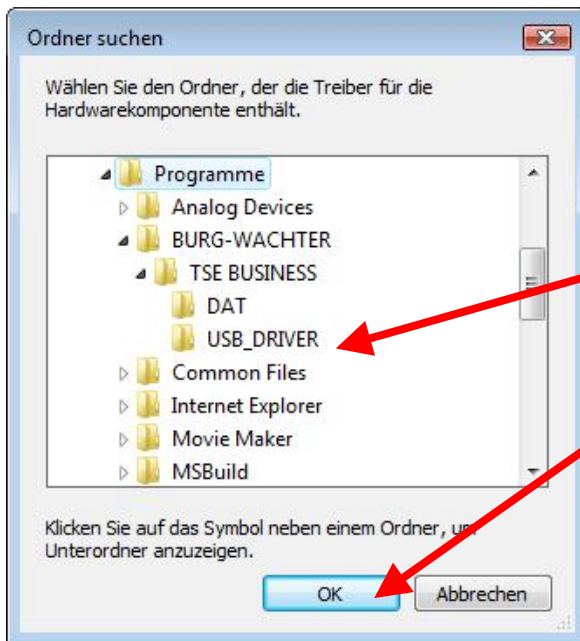 Ordner suchen
Wählen Sie den Ordner, der die Treiber für die
Hardwarekomponente enthält.
Programme
Analog Devices
BURG-WACHTER
TSE BUSINESS
DAT
USB_DRIVER
Common Files
Internet Explorer
Movie Maker
MSBuild
Klicken Sie auf das Symbol neben einem Ordner, um
Unterordner anzuzeigen.
OK
Abbrechen